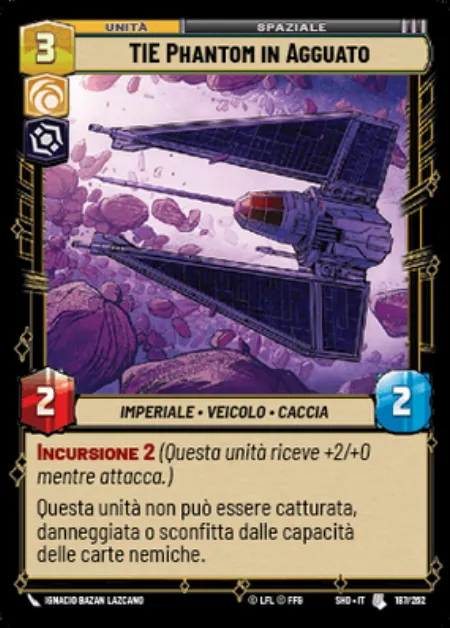 UNITÀ
SPAZIALE
3
TIE PHANTOM IN AGGUATO
2
IMPERIALE • VEICOLO • CACCIA
2
INCURSIONE 2 (Questa unità riceve +2/+0
mentre attacca.)
Questa unità non può essere catturata,
danneggiata o sconfitta dalle capacità
delle carte nemiche.
IGNACIO BAZAN LAZCANO
© LFL © FFG
SHD • IT
187/262